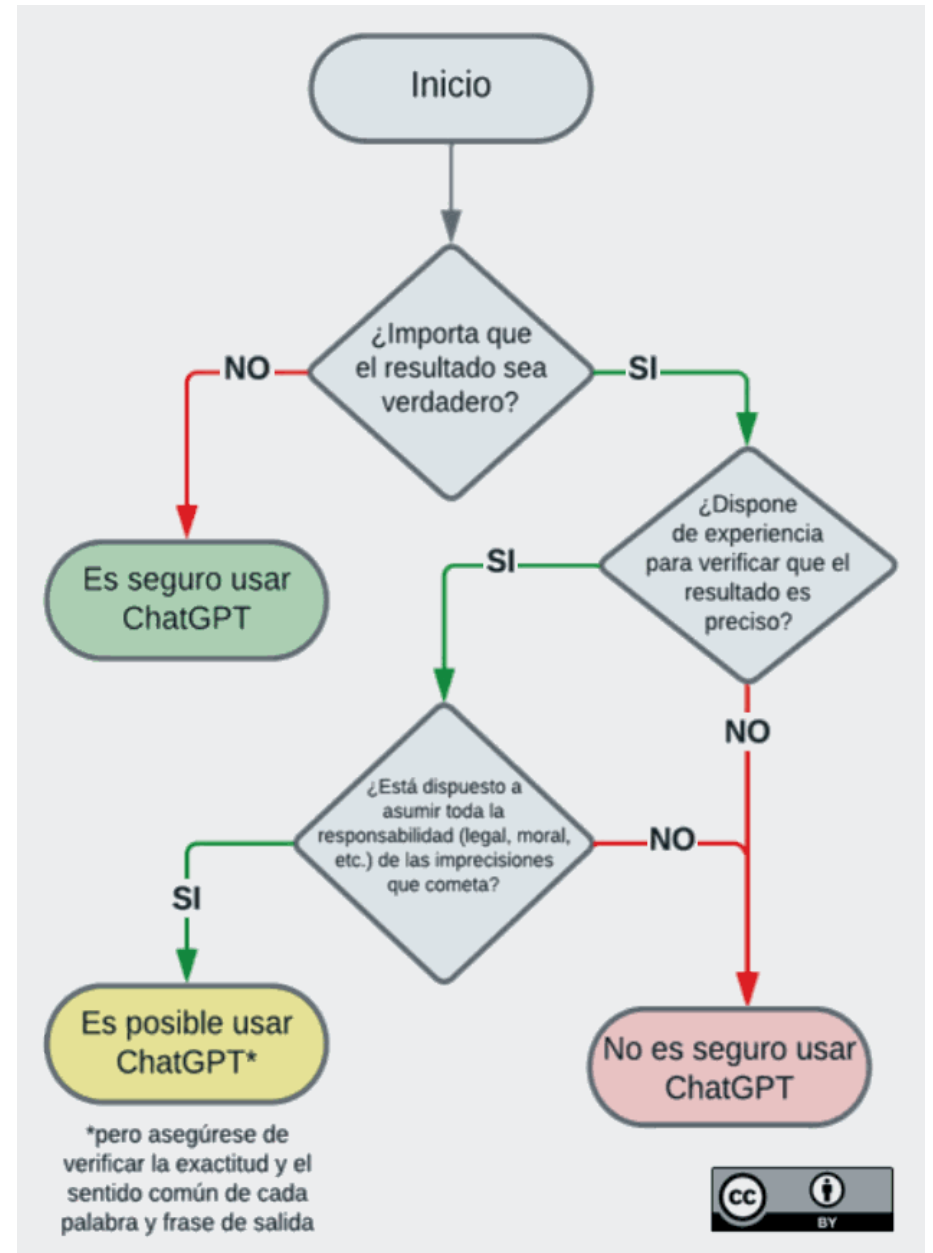 Inicio
¿Importa que
el resultado sea
verdadero?
NO
SI
¿Dispone
de experiencia
para verificar que el
resultado es
preciso?
Es seguro usar
ChatGPT
SI
NO
¿Está dispuesto a
asumir toda la
responsabilidad (legal, moral,
etc.) de las imprecisiones
que cometa?
NO
SI
Es posible usar
ChatGPT*
No es seguro usar
ChatGPT
*pero asegúrese de
verificar la exactitud y el
sentido común de cada
palabra y frase de salida
cc
BY